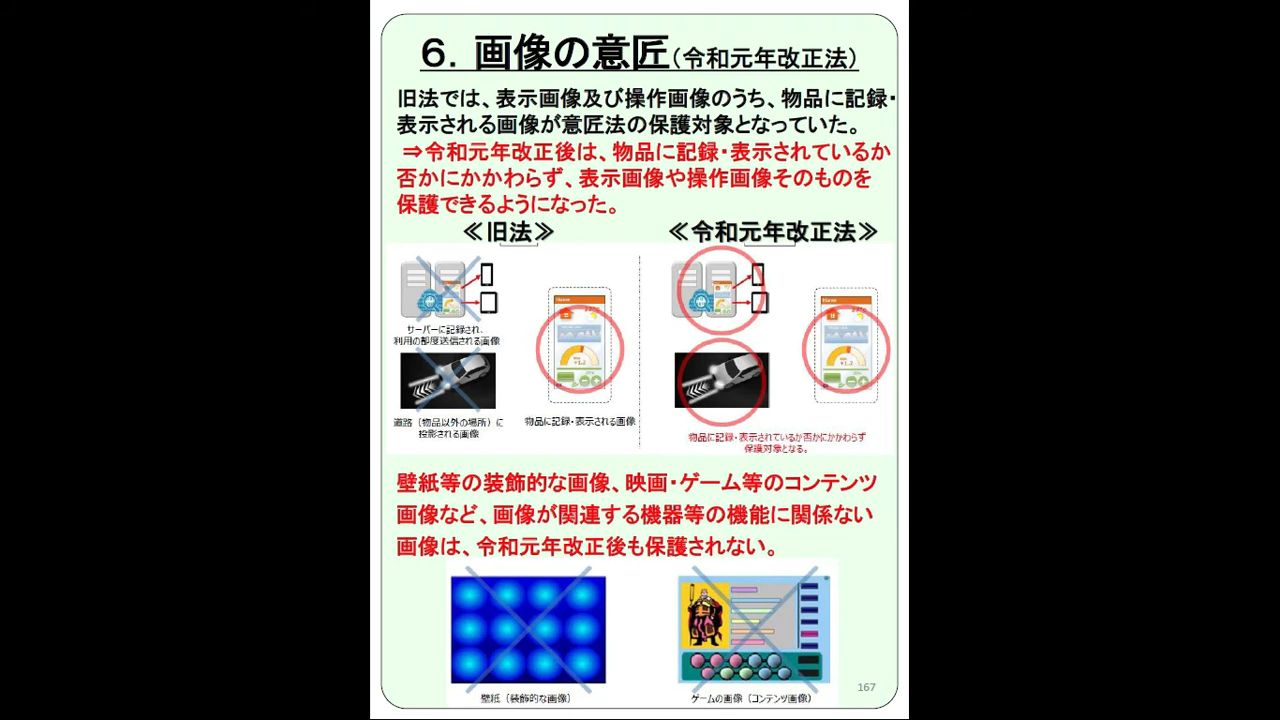 ６．画像の意匠（令和元年改正法）
旧法では、表示画像及び操作画像のうち、物品に記録・
表示される画像が意匠法の保護対象となっていた。
⇒令和元年改正後は、物品に記録・表示されているか
否かにかかわらず、表示画像や操作画像そのものを
保護できるようになった。
≪旧法≫
≪令和元年改正法≫
サーバーに記録され、
利用の都度送信される画像
道路（物品以外の場所）に
投影される画像
物品に記録・表示される画像
物品に記録・表示されているか否かにかかわらず
保護対象となる。
壁紙等の装飾的な画像、映画・ゲーム等のコンテンツ
画像など、画像が関連する機器等の機能に関係ない
画像は、令和元年改正後も保護されない。
壁紙（装飾的な画像）
ゲームの画像（コンテンツ画像）
167